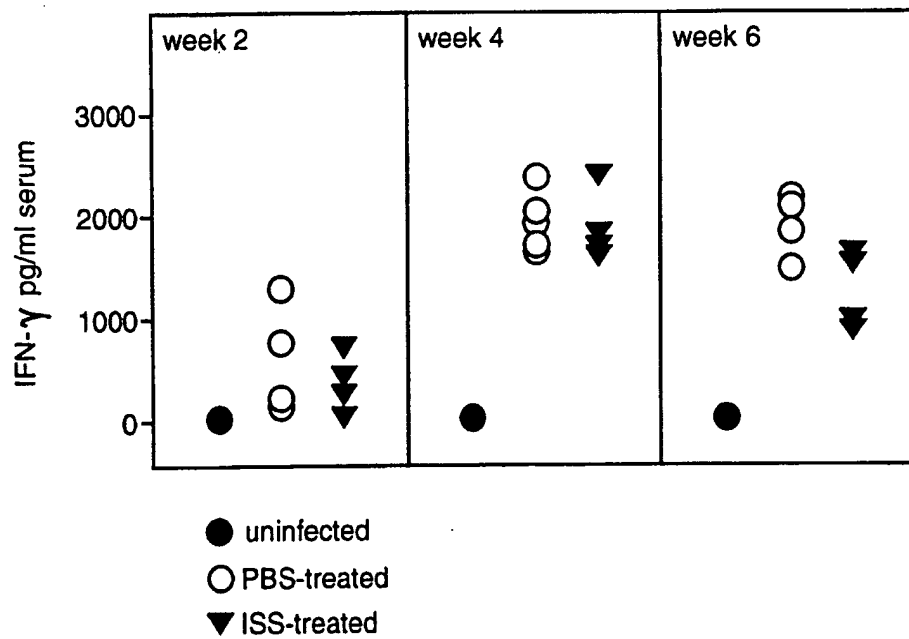 week 2
week 4
week 6
IFN-γ pg/ml serum
3000
2000
1000
0
uninfected
PBS-treated
ISS-treated